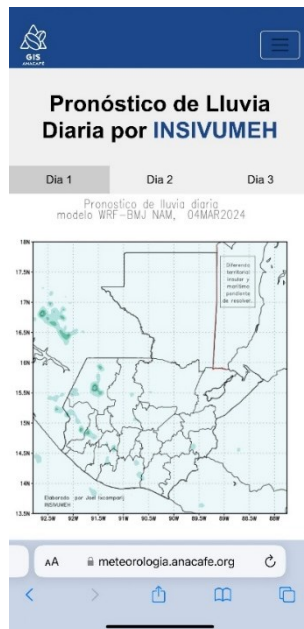 GIS
ANACAFÉ
Pronóstico de Lluvia
Diaria por INSIVUMEH
Dia 1
Dia 2
Dia 3
Pronostico de lluvia diaria
modelo WRF-BMJ NAM, 04MAR2024
Diferendo
territorial
insular y
marítimo
pendiente
de resolver.
18N
17.5N
17N
16.5N
16N
15.5N
15N
14.5N
14N
13.5N
Elaborado por Joel
INSIVUMEH
92.5W 92W 91.5W 91W 90.5W 90W 89.5W 89W 88.5W 88W
AA meteorologia.anacafe.org